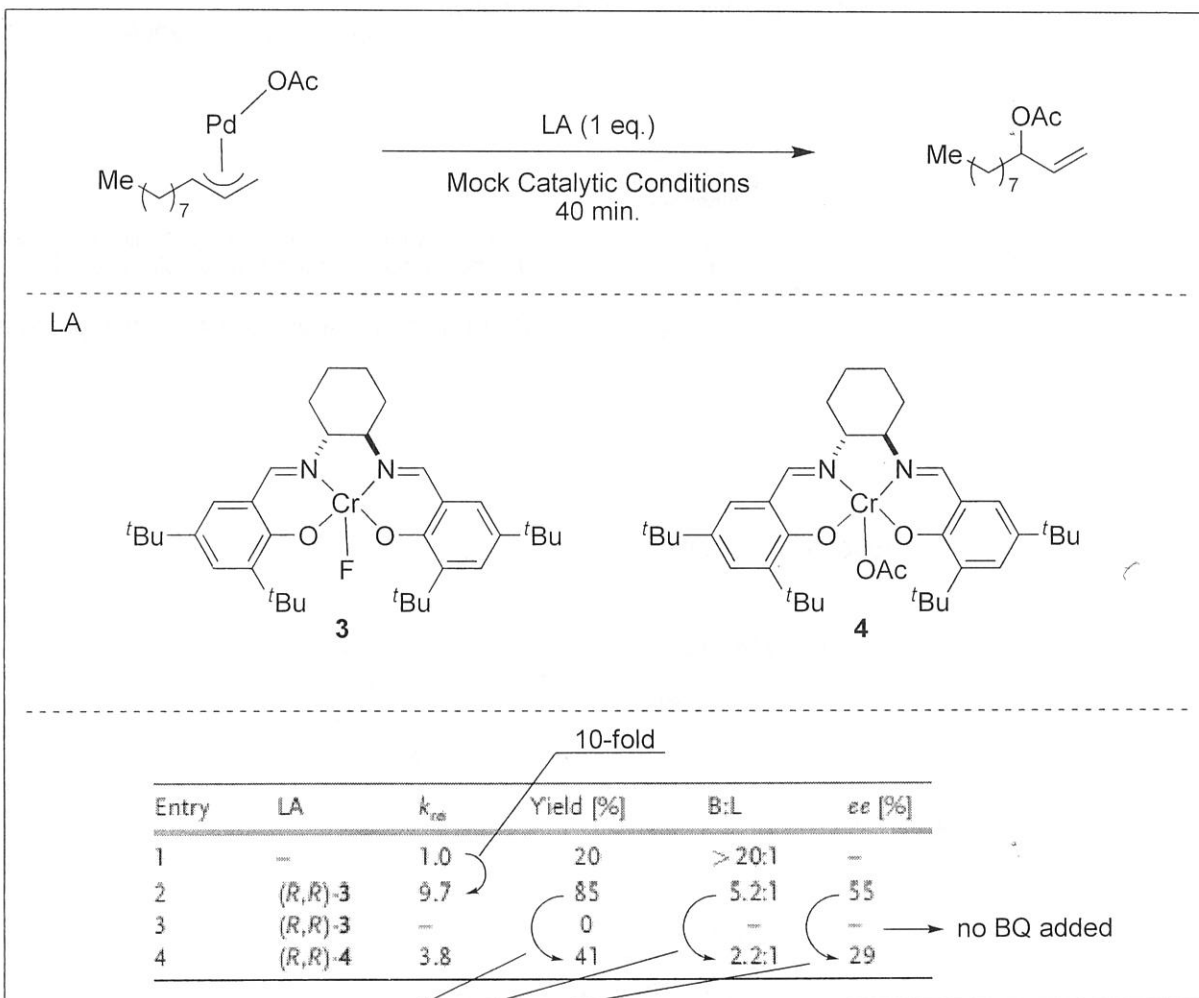 OAc
Pd
Me
7
LA (1 eq.)
Mock Catalytic Conditions
40 min.
OAc
Me
7
LA
N N
Cr
O O
F
tBu tBu
tBu tBu
3
N N
Cr
O O
OAc
tBu tBu
tBu tBu
4
10-fold
Entry LA krel Yield [%] B:L ee [%]
1 – 1.0 20 > 20:1 –
2 (R,R)-3 9.7 85 5.2:1 55
3 (R,R)-3 – 0 – – no BQ added
4 (R,R)-4 3.8 41 2.2:1 29